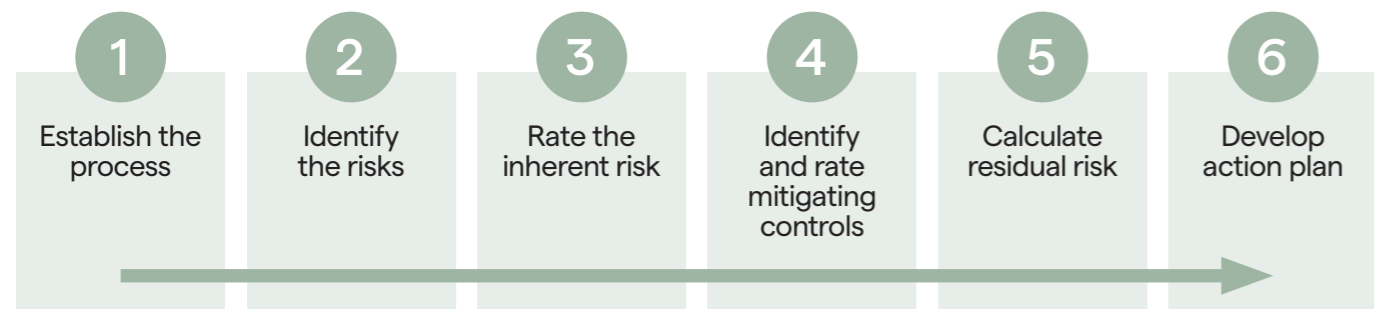 1
Establish the
process
2
Identify
the risks
3
Rate the
inherent risk
4
Identify
and rate
mitigating
controls
5
Calculate
residual risk
6
Develop
action plan